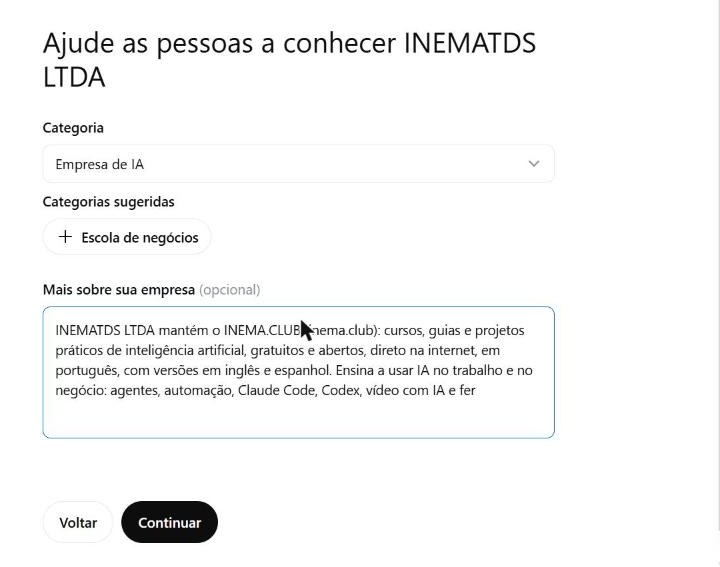 Ajude as pessoas a conhecer INEMATDS
LTDA
Categoria
Empresa de IA
Categorias sugeridas
+ Escola de negócios
Mais sobre sua empresa (opcional)
INEMATDS LTDA mantém o INEMA.CLUB nema.club): cursos, guias e projetos
práticos de inteligência artificial, gratuitos e abertos, direto na internet, em
português, com versões em inglês e espanhol. Ensina a usar IA no trabalho e no
negócio: agentes, automação, Claude Code, Codex, vídeo com IA e fer
Voltar
Continuar